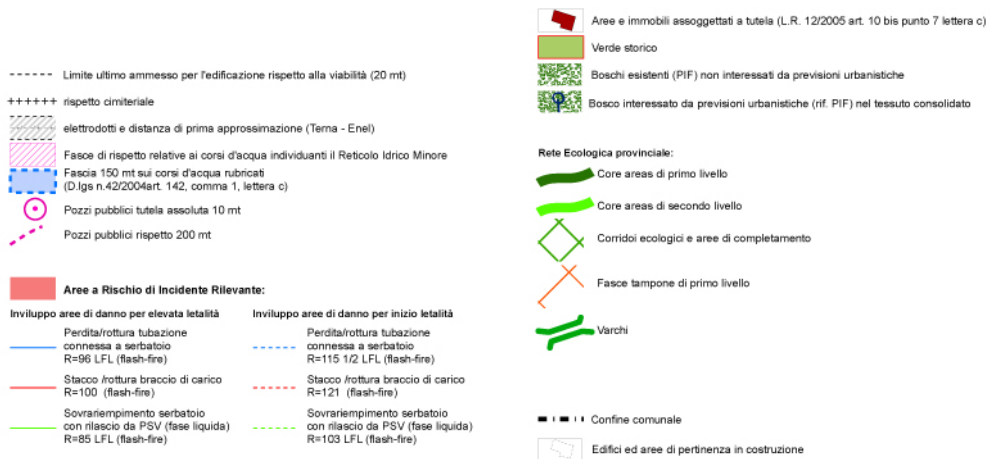 Limite ultimo ammesso per l'edificazione rispetto alla viabilità (20 mt)
rispetto cimiteriale
elettrodotti e distanza di prima approssimazione (Terna - Enel)
Fasce di rispetto relative ai corsi d'acqua individuanti il Reticolo Idrico Minore
Fascia 150 mt sui corsi d'acqua rubricati
(D.lgs n.42/2004art. 142, comma 1, lettera c)
Pozzi pubblici tutela assoluta 10 mt
Pozzi pubblici rispetto 200 mt
Aree a Rischio di Incidente Rilevante:
Inviluppo aree di danno per elevata letalità
Perdita/rottura tubazione
connessa a serbatoio
R=96 LFL (flash-fire)
Stacco /rottura braccio di carico
R=100 (flash-fire)
Sovrariempimento serbatoio
con rilascio da PSV (fase liquida)
R=85 LFL (flash-fire)
Inviluppo aree di danno per inizio letalità
Perdita/rottura tubazione
connessa a serbatoio
R=115 1/2 LFL (flash-fire)
Stacco /rottura braccio di carico
R=121 (flash-fire)
Sovrariempimento serbatoio
con rilascio da PSV (fase liquida)
R=103 LFL (flash-fire)
Aree e immobili assoggettati a tutela (L.R. 12/2005 art. 10 bis punto 7 lettera c)
Verde storico
Boschi esistenti (PIF) non interessati da previsioni urbanistiche
Bosco interessato da previsioni urbanistiche (rif. PIF) nel tessuto consolidato
Rete Ecologica provinciale:
Core areas di primo livello
Core areas di secondo livello
Corridoi ecologici e aree di completamento
Fasce tampone di primo livello
Varchi
Confine comunale
Edifici ed aree di pertinenza in costruzione